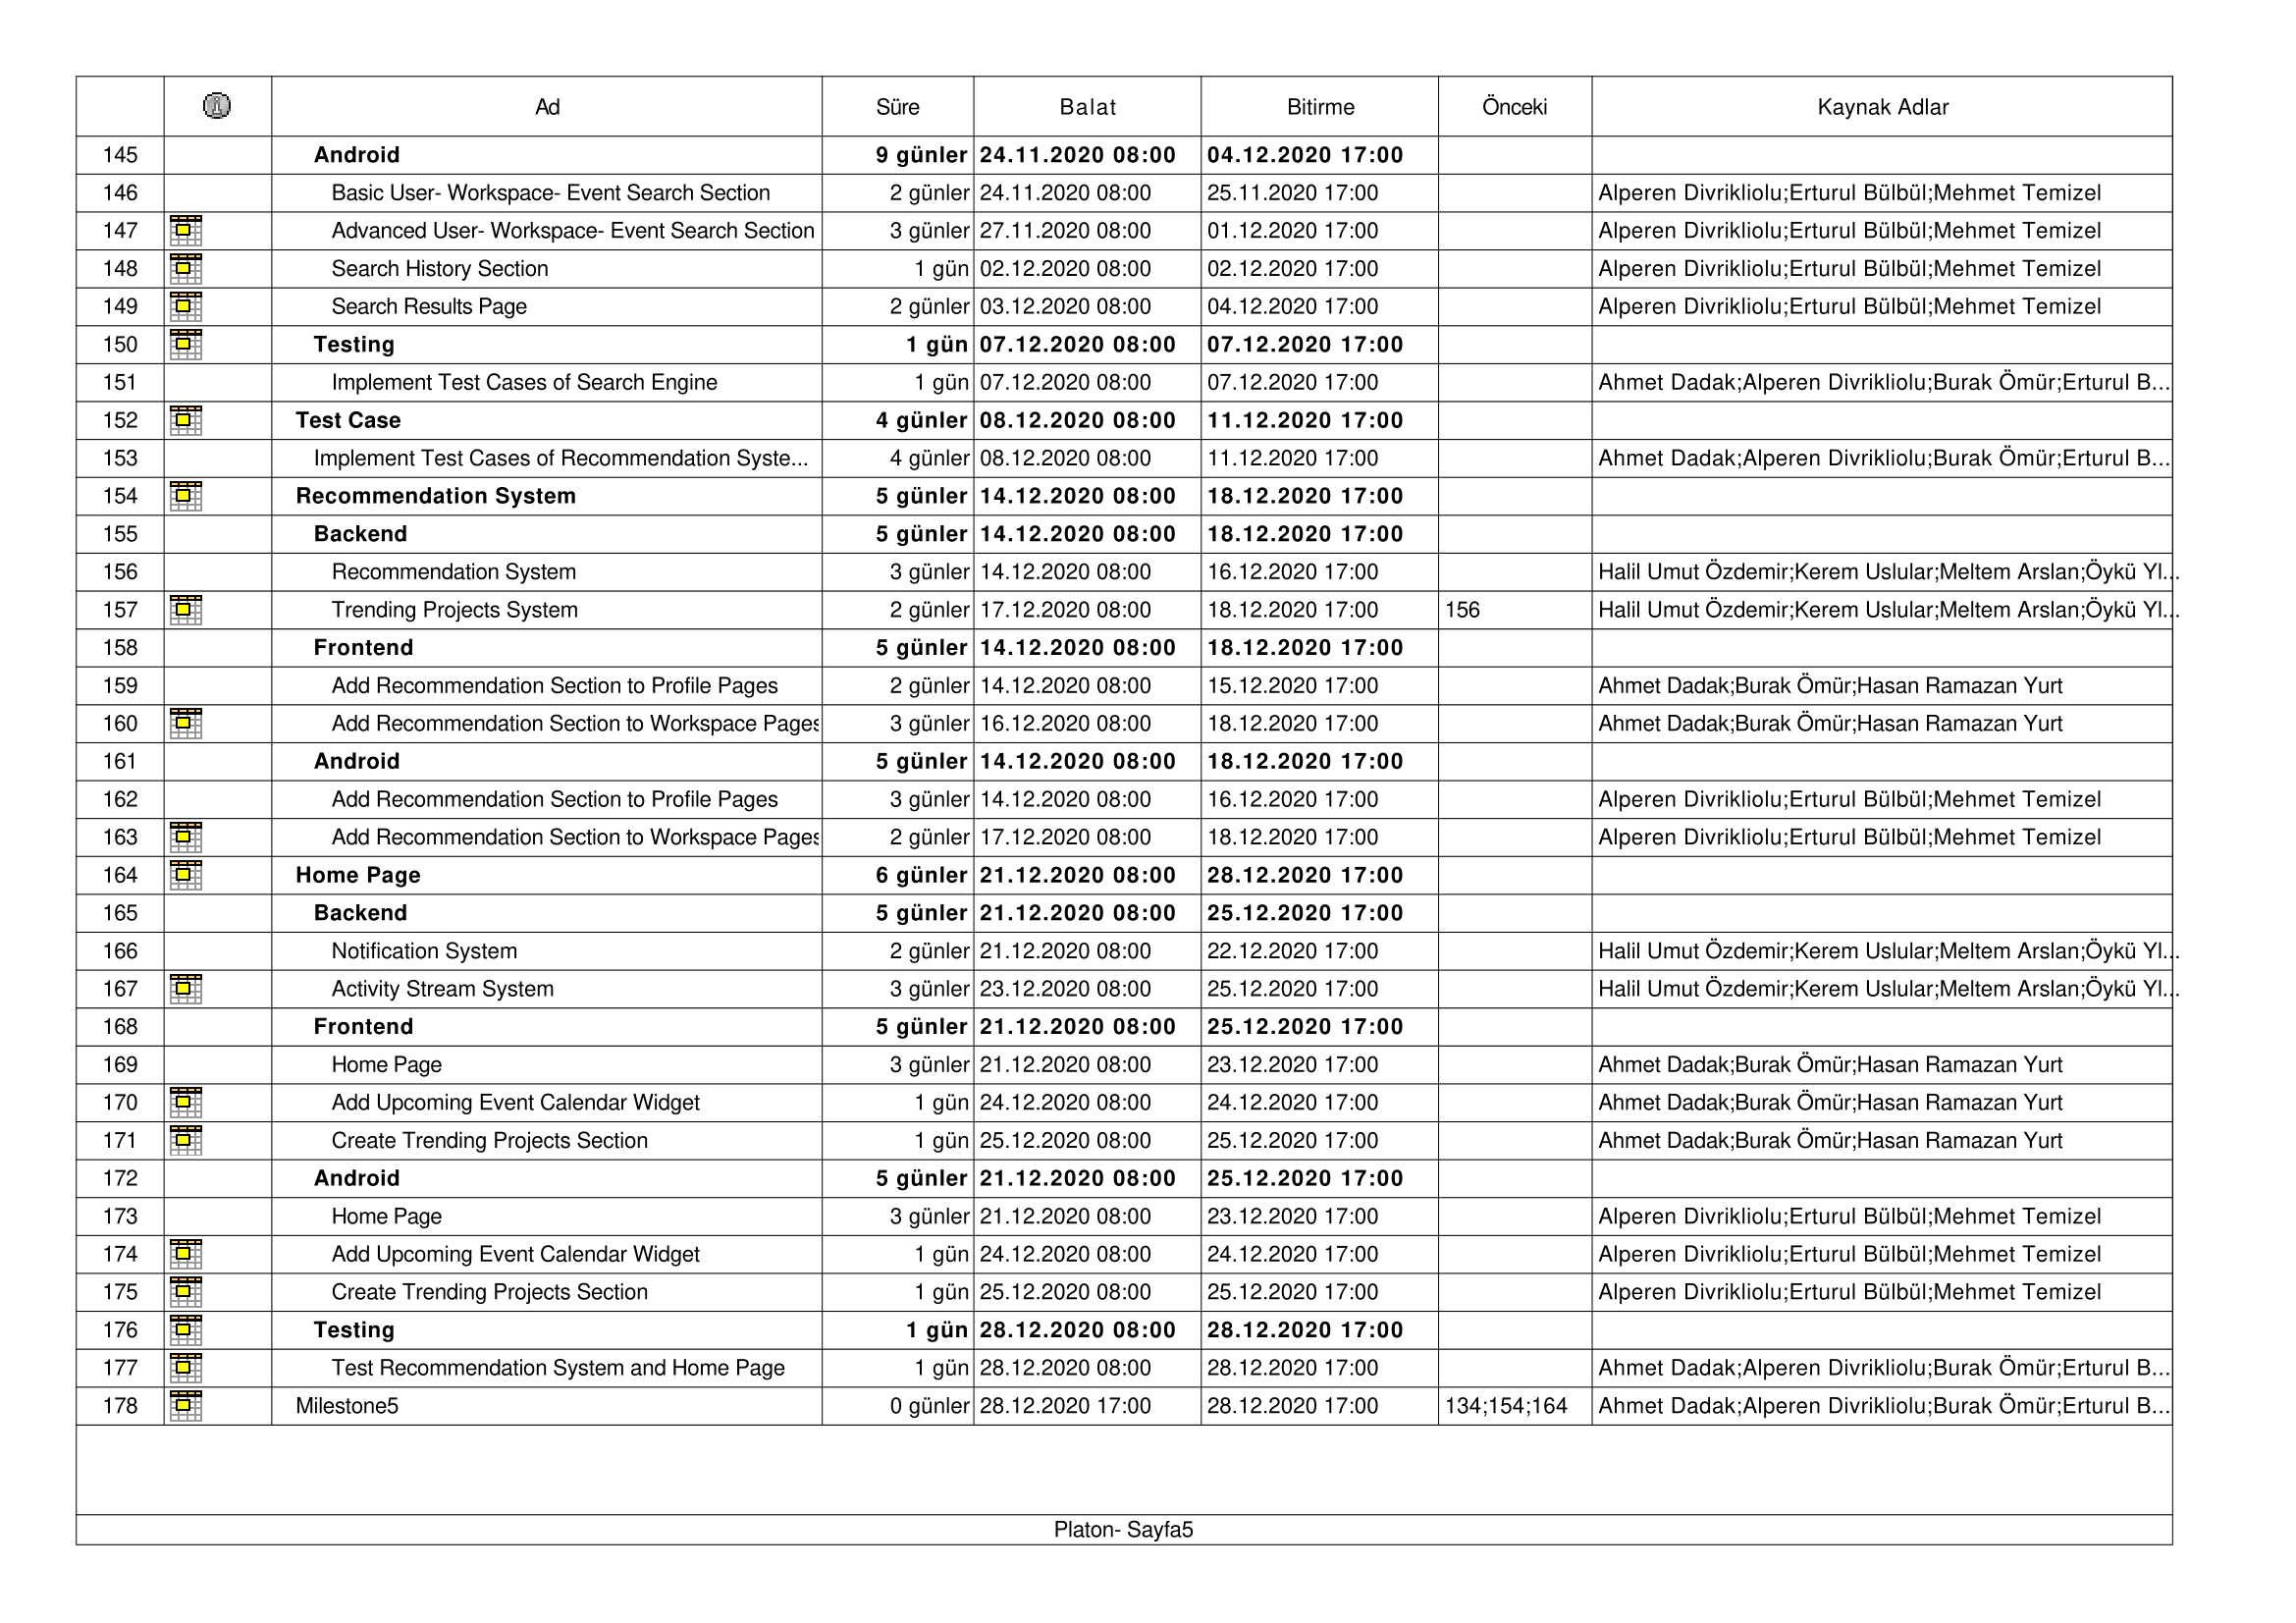 Ad Süre Balat Bitirme Önceki Kaynak Adlar
145 Android 9 günler 24.11.2020 08:00 04.12.2020 17:00
146 Basic User- Workspace- Event Search Section 2 günler 24.11.2020 08:00 25.11.2020 17:00 Alperen Divrikliolu;Erturul Bülbül;Mehmet Temizel
147 Advanced User- Workspace- Event Search Section 3 günler 27.11.2020 08:00 01.12.2020 17:00 Alperen Divrikliolu;Erturul Bülbül;Mehmet Temizel
148 Search History Section 1 gün 02.12.2020 08:00 02.12.2020 17:00 Alperen Divrikliolu;Erturul Bülbül;Mehmet Temizel
149 Search Results Page 2 günler 03.12.2020 08:00 04.12.2020 17:00 Alperen Divrikliolu;Erturul Bülbül;Mehmet Temizel
150 Testing 1 gün 07.12.2020 08:00 07.12.2020 17:00
151 Implement Test Cases of Search Engine 1 gün 07.12.2020 08:00 07.12.2020 17:00 Ahmet Dadak;Alperen Divrikliolu;Burak Ömür;Erturul B...
152 Test Case 4 günler 08.12.2020 08:00 11.12.2020 17:00
153 Implement Test Cases of Recommendation Syste... 4 günler 08.12.2020 08:00 11.12.2020 17:00 Ahmet Dadak;Alperen Divrikliolu;Burak Ömür;Erturul B...
154 Recommendation System 5 günler 14.12.2020 08:00 18.12.2020 17:00
155 Backend 5 günler 14.12.2020 08:00 18.12.2020 17:00
156 Recommendation System 3 günler 14.12.2020 08:00 16.12.2020 17:00 Halil Umut Özdemir;Kerem Uslular;Meltem Arslan;Öykü Yl...
157 Trending Projects System 2 günler 17.12.2020 08:00 18.12.2020 17:00 156 Halil Umut Özdemir;Kerem Uslular;Meltem Arslan;Öykü Yl...
158 Frontend 5 günler 14.12.2020 08:00 18.12.2020 17:00
159 Add Recommendation Section to Profile Pages 2 günler 14.12.2020 08:00 15.12.2020 17:00 Ahmet Dadak;Burak Ömür;Hasan Ramazan Yurt
160 Add Recommendation Section to Workspace Pages 3 günler 16.12.2020 08:00 18.12.2020 17:00 Ahmet Dadak;Burak Ömür;Hasan Ramazan Yurt
161 Android 5 günler 14.12.2020 08:00 18.12.2020 17:00
162 Add Recommendation Section to Profile Pages 3 günler 14.12.2020 08:00 16.12.2020 17:00 Alperen Divrikliolu;Erturul Bülbül;Mehmet Temizel
163 Add Recommendation Section to Workspace Pages 2 günler 17.12.2020 08:00 18.12.2020 17:00 Alperen Divrikliolu;Erturul Bülbül;Mehmet Temizel
164 Home Page 6 günler 21.12.2020 08:00 28.12.2020 17:00
165 Backend 5 günler 21.12.2020 08:00 25.12.2020 17:00
166 Notification System 2 günler 21.12.2020 08:00 22.12.2020 17:00 Halil Umut Özdemir;Kerem Uslular;Meltem Arslan;Öykü Yl...
167 Activity Stream System 3 günler 23.12.2020 08:00 25.12.2020 17:00 Halil Umut Özdemir;Kerem Uslular;Meltem Arslan;Öykü Yl...
168 Frontend 5 günler 21.12.2020 08:00 25.12.2020 17:00
169 Home Page 3 günler 21.12.2020 08:00 23.12.2020 17:00 Ahmet Dadak;Burak Ömür;Hasan Ramazan Yurt
170 Add Upcoming Event Calendar Widget 1 gün 24.12.2020 08:00 24.12.2020 17:00 Ahmet Dadak;Burak Ömür;Hasan Ramazan Yurt
171 Create Trending Projects Section 1 gün 25.12.2020 08:00 25.12.2020 17:00 Ahmet Dadak;Burak Ömür;Hasan Ramazan Yurt
172 Android 5 günler 21.12.2020 08:00 25.12.2020 17:00
173 Home Page 3 günler 21.12.2020 08:00 23.12.2020 17:00 Alperen Divrikliolu;Erturul Bülbül;Mehmet Temizel
174 Add Upcoming Event Calendar Widget 1 gün 24.12.2020 08:00 24.12.2020 17:00 Alperen Divrikliolu;Erturul Bülbül;Mehmet Temizel
175 Create Trending Projects Section 1 gün 25.12.2020 08:00 25.12.2020 17:00 Alperen Divrikliolu;Erturul Bülbül;Mehmet Temizel
176 Testing 1 gün 28.12.2020 08:00 28.12.2020 17:00
177 Test Recommendation System and Home Page 1 gün 28.12.2020 08:00 28.12.2020 17:00 Ahmet Dadak;Alperen Divrikliolu;Burak Ömür;Erturul B...
178 Milestone5 0 günler 28.12.2020 17:00 28.12.2020 17:00 134;154;164 Ahmet Dadak;Alperen Divrikliolu;Burak Ömür;Erturul B...
Platon- Sayfa5